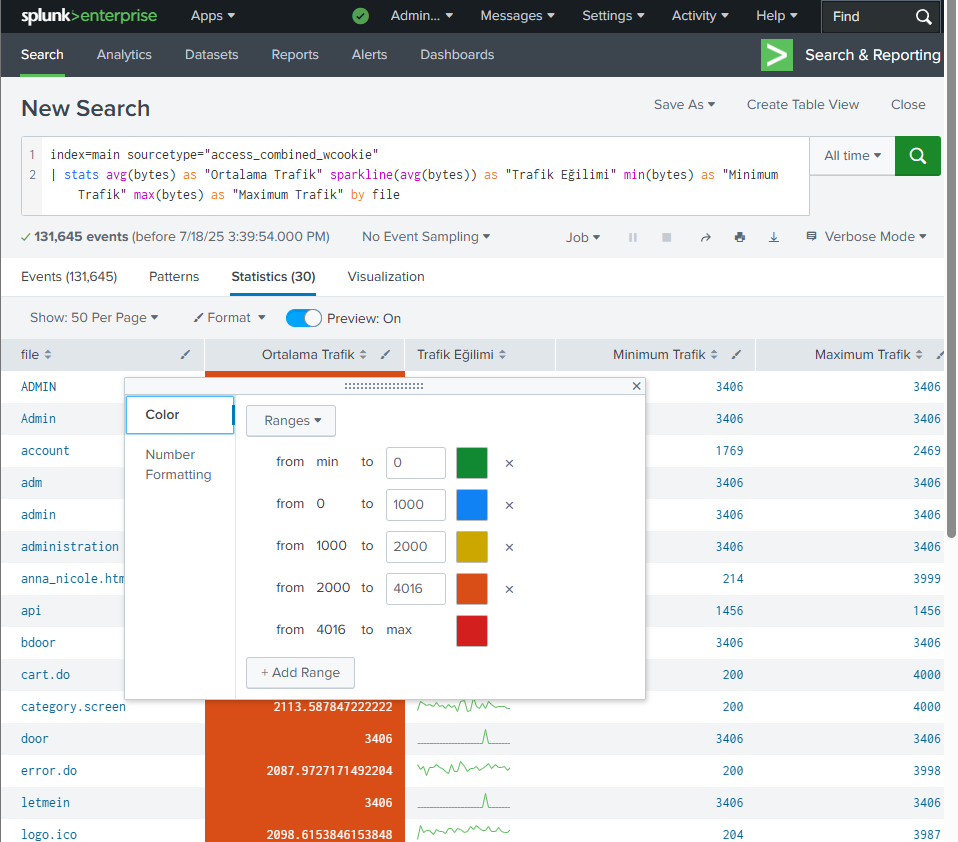 splunk>enterprise Apps Admin... Messages Settings Activity Help Find
Search Analytics Datasets Reports Alerts Dashboards > Search & Reporting
New Search Save As Create Table View Close
1 index=main sourcetype="access_combined_wcookie" All time
2 | stats avg(bytes) as "Ortalama Trafik" sparkline(avg(bytes)) as "Trafik Eğilimi" min(bytes) as "Minimum
Trafik" max(bytes) as "Maximum Trafik" by file
✓ 131,645 events (before 7/18/25 3:39:54.000 PM) No Event Sampling Job Verbose Mode
Events (131,645) Patterns Statistics (30) Visualization
Show: 50 Per Page Format Preview: On
file Ortalama Trafik Trafik Eğilimi Minimum Trafik Maximum Trafik
ADMIN 3406 3406
Admin 3406 3406
account 1769 2469
adm 3406 3406
admin 3406 3406
administration 3406 3406
anna_nicole.htm 214 3999
api 1456 1456
bdoor 3406 3406
cart.do 200 4000
category.screen 2113.587847222222 200 4000
door 3406 3406 3406
error.do 2087.9727171492204 200 3998
letmein 3406 3406 3406
logo.ico 2098.6153846153848 204 3987
Color
Number
Formatting
Ranges
from min to 0 ×
from 0 to 1000 ×
from 1000 to 2000 ×
from 2000 to 4016 ×
from 4016 to max
+ Add Range